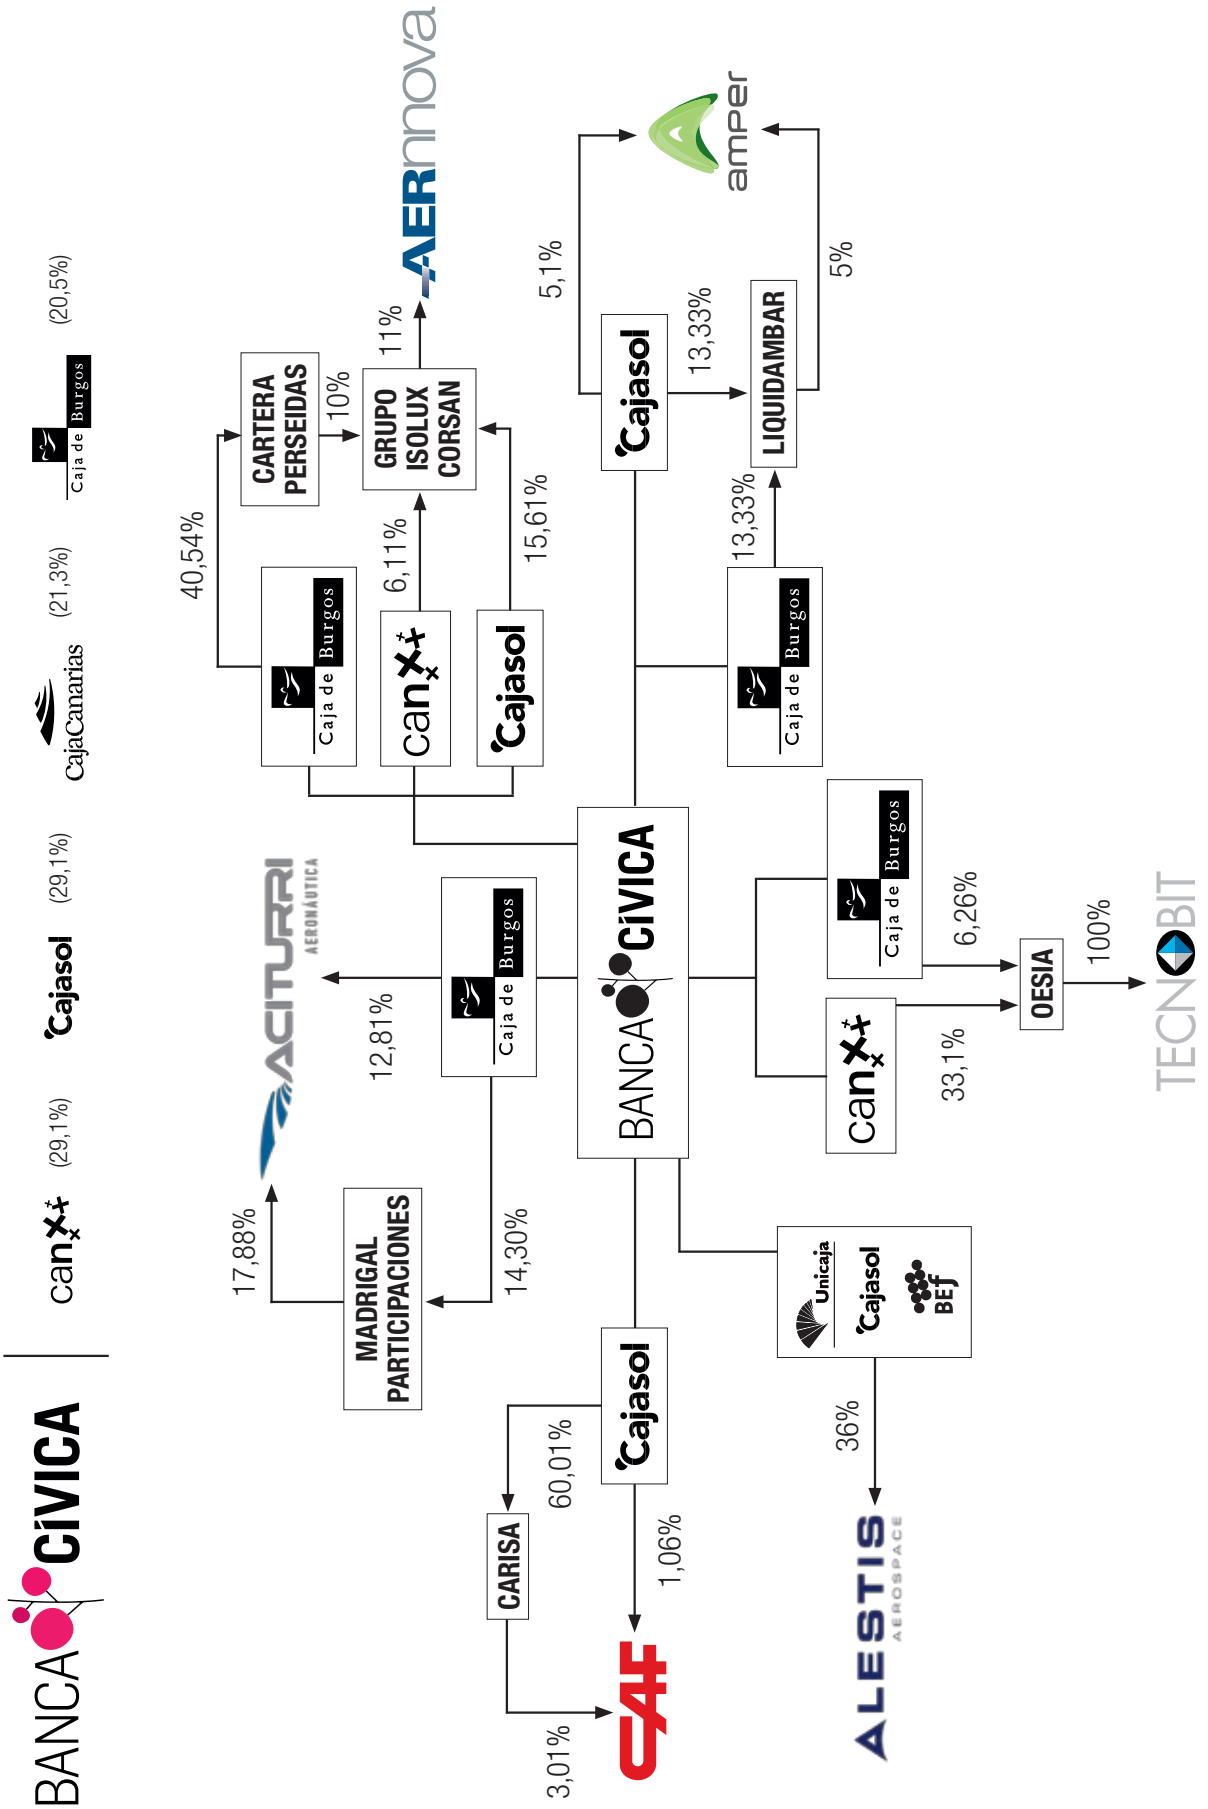 BANCA CÍVICA
can (29,1%)
Cajasol (29,1%)
CajaCanarias (21,3%)
Caja de Burgos (20,5%)
17,88%
ACITURRI
AERONÁUTICA
MADRIGAL
PARTICIPACIONES
12,81%
14,30%
Caja de Burgos
40,54%
CARTERA
PERSEIDAS
10%
Caja de Burgos
can
6,11%
Cajasol
15,61%
GRUPO
ISOLUX
CORSAN
11%
AERnnova
CARISA
60,01%
3,01%
Cajasol
1,06%
CAF
BANCA CÍVICA
Cajasol
5,1%
13,33%
amper
Caja de Burgos
13,33%
LIQUIDAMBAR
5%
Unicaja
Cajasol
BEf
36%
ALESTIS
AEROSPACE
can
33,1%
Caja de Burgos
6,26%
OESIA
100%
TECNOBIT